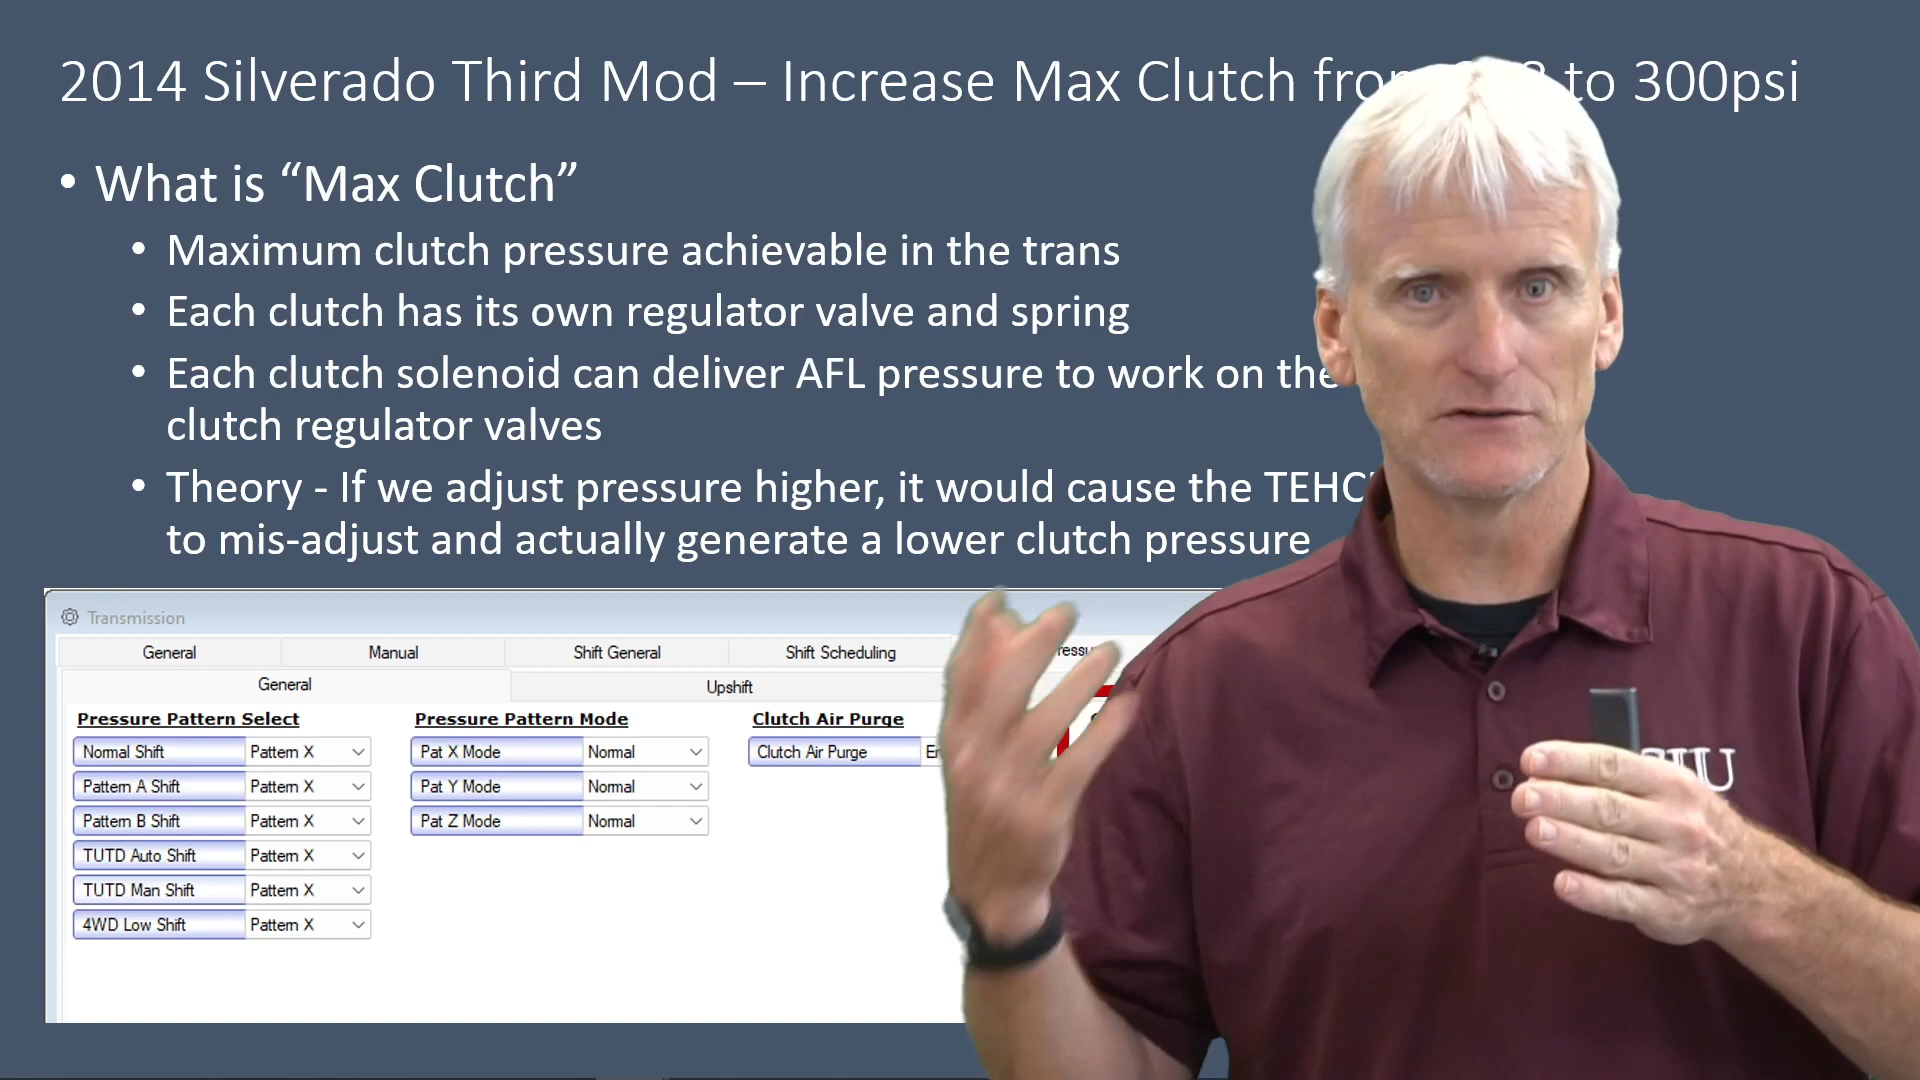 2014 Silverado Third Mod – Increase Max Clutch to 300psi
• What is “Max Clutch”
• Maximum clutch pressure achievable in the trans
• Each clutch has its own regulator valve and spring
• Each clutch solenoid can deliver AFL pressure to work on the
clutch regulator valves
• Theory - If we adjust pressure higher, it would cause the
to mis-adjust and actually generate a lower clutch pressure
Transmission
General Manual Shift General Shift Scheduling
General Upshift
Pressure Pattern Select Pressure Pattern Mode Clutch Air Purge
Normal Shift Pattern X Pat X Mode Normal Clutch Air Purge
Pattern A Shift Pattern X Pat Y Mode Normal
Pattern B Shift Pattern X Pat Z Mode Normal
TUTD Auto Shift Pattern X
TUTD Man Shift Pattern X
4WD Low Shift Pattern X
SIU